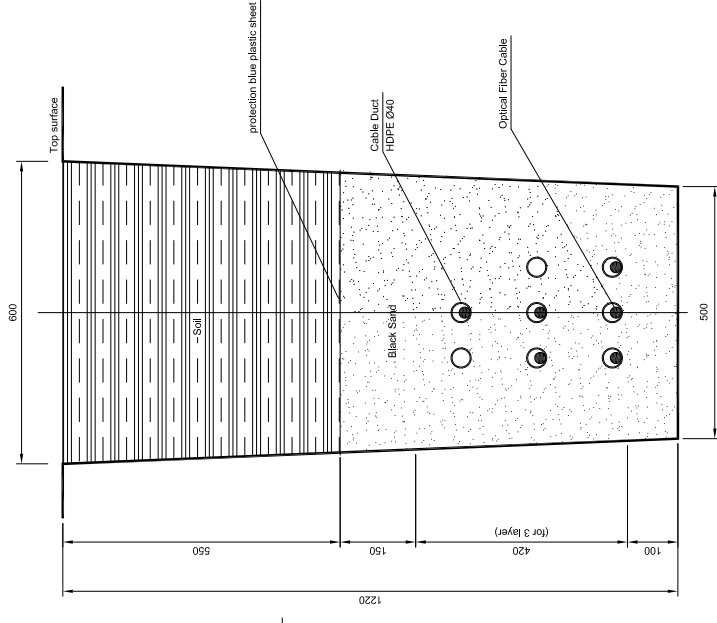 protection blue plastic sheet
Top surface
Optical Fiber Cable
Cable Duct
HDPE Ø40
600
~Soil
Black Sand
500
550
150
420
(for 3 layer)
100
1220